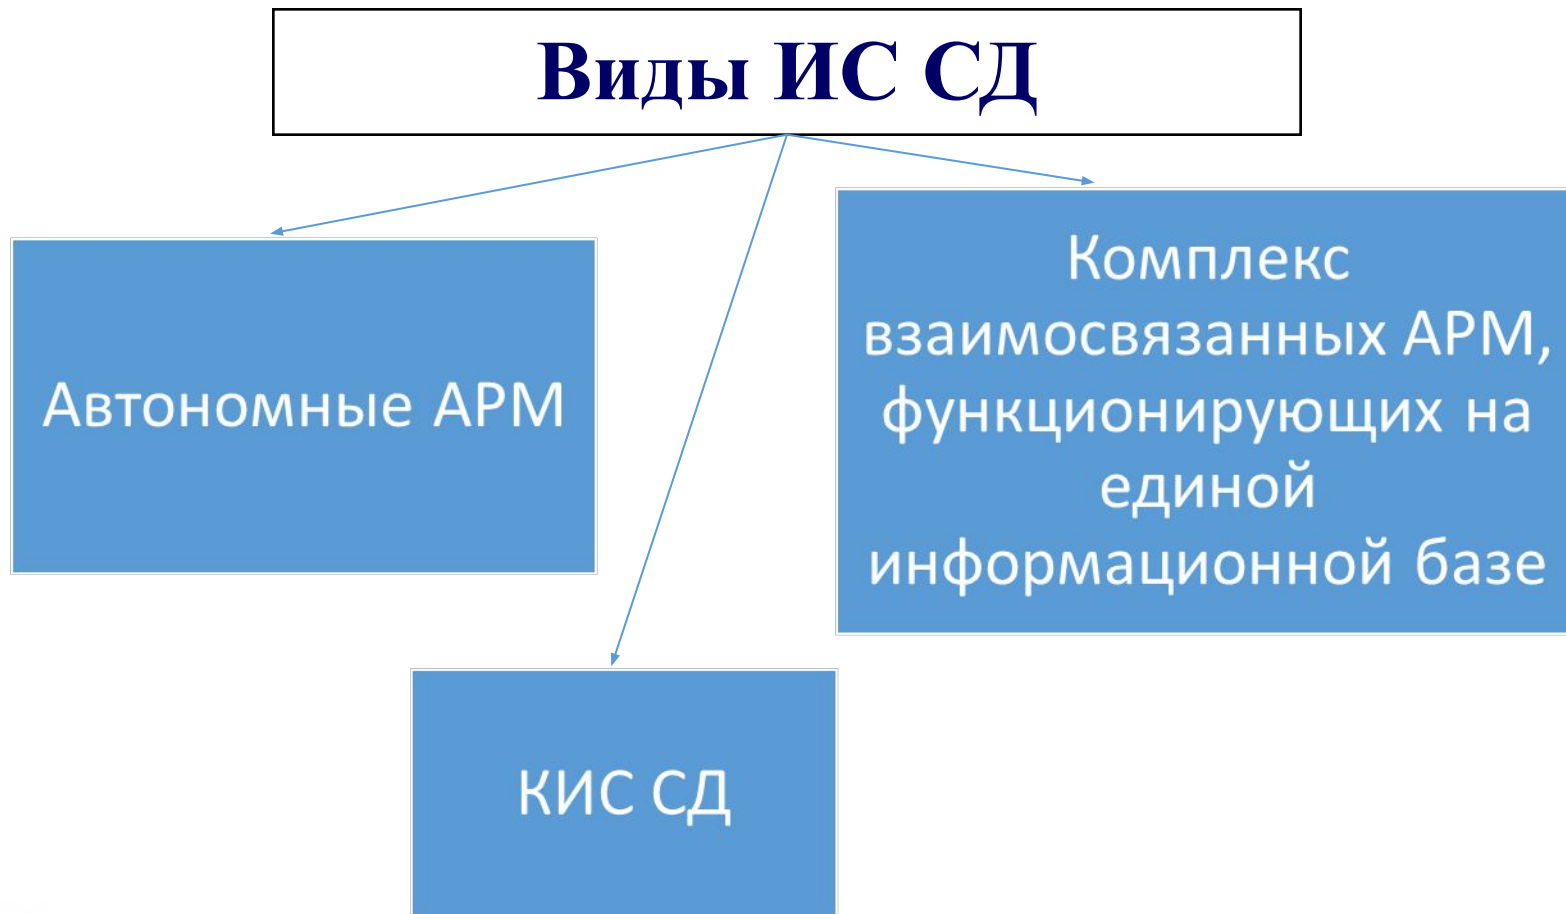 Виды ИС СД
Автономные АРМ
Комплекс
взаимосвязанных АРМ,
функционирующих на
единой
информационной базе
КИС СД